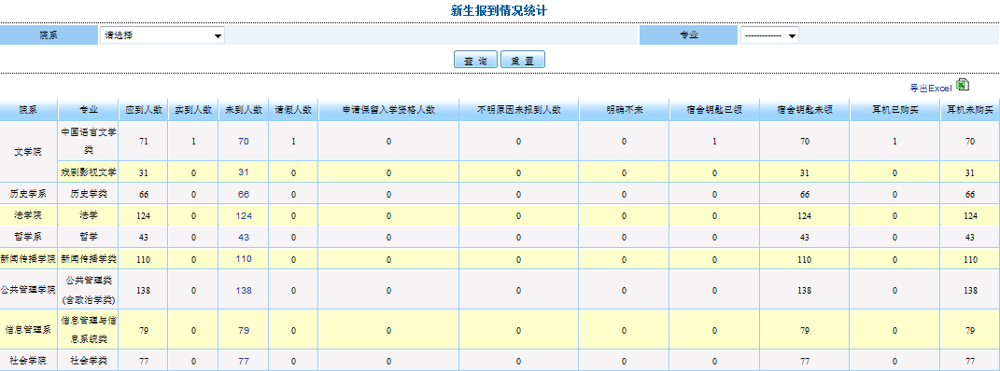 新生报到情况统计
院系 请选择 专业 -------------
查 询 重 置
导出Excel
院系 专业 应到人数 实到人数 未到人数 请假人数 申请保留入学资格人数 不明原因未报到人数 明确不来 宿舍钥匙已领 宿舍钥匙未领 耳机已购买 耳机未购买
文学院 中国语言文学
类 71 1 70 1 0 0 0 1 70 1 70
戏剧影视文学 31 0 31 0 0 0 0 0 31 0 31
历史学系 历史学类 66 0 66 0 0 0 0 0 66 0 66
法学院 法学 124 0 124 0 0 0 0 0 124 0 124
哲学系 哲学 43 0 43 0 0 0 0 0 43 0 43
新闻传播学院 新闻传播学类 110 0 110 0 0 0 0 0 110 0 110
公共管理学院 公共管理类
(含政治学类) 138 0 138 0 0 0 0 0 138 0 138
信息管理系 信息管理与信
息系统类 79 0 79 0 0 0 0 0 79 0 79
社会学院 社会学类 77 0 77 0 0 0 0 0 77 0 77